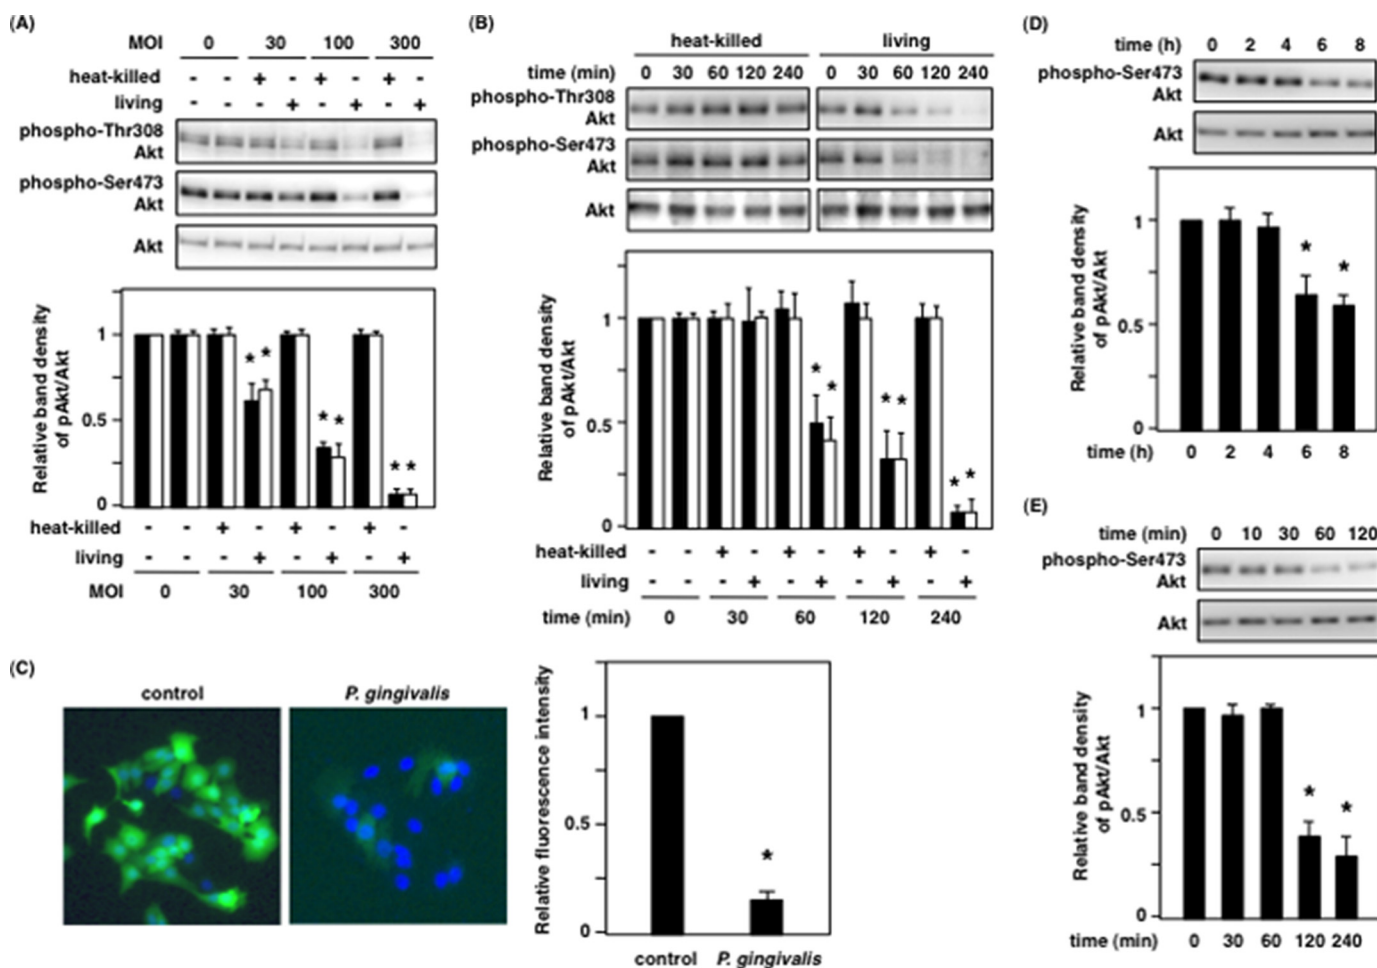 (A)
MOI 0 30 100 300
heat-killed - - + - + - + -
living - - - + - + - +
phospho-Thr308
Akt
phospho-Ser473
Akt
Akt
Relative band density
of pAkt/Akt
1
0.5
0
heat-killed - - + - + - + -
living - - - + - + - +
MOI 0 30 100 300
* * * * * *
(B)
heat-killed living
time (min) 0 30 60 120 240 0 30 60 120 240
phospho-Thr308
Akt
phospho-Ser473
Akt
Akt
Relative band density
of pAkt/Akt
1
0.5
0
* * * * * *
heat-killed - - + - + - + - + -
living - - - + - + - + - +
time (min) 0 30 60 120 240
(C)
control P. gingivalis
Relative fluorescence intensity
1
0.5
0
*
control P. gingivalis
(D)
time (h) 0 2 4 6 8
phospho-Ser473
Akt
Akt
Relative band density
of pAkt/Akt
1
0.5
0
* *
time (h) 0 2 4 6 8
(E)
time (min) 0 10 30 60 120
phospho-Ser473
Akt
Akt
Relative band density
of pAkt/Akt
1
0.5
0
* *
time (min) 0 30 60 120 240